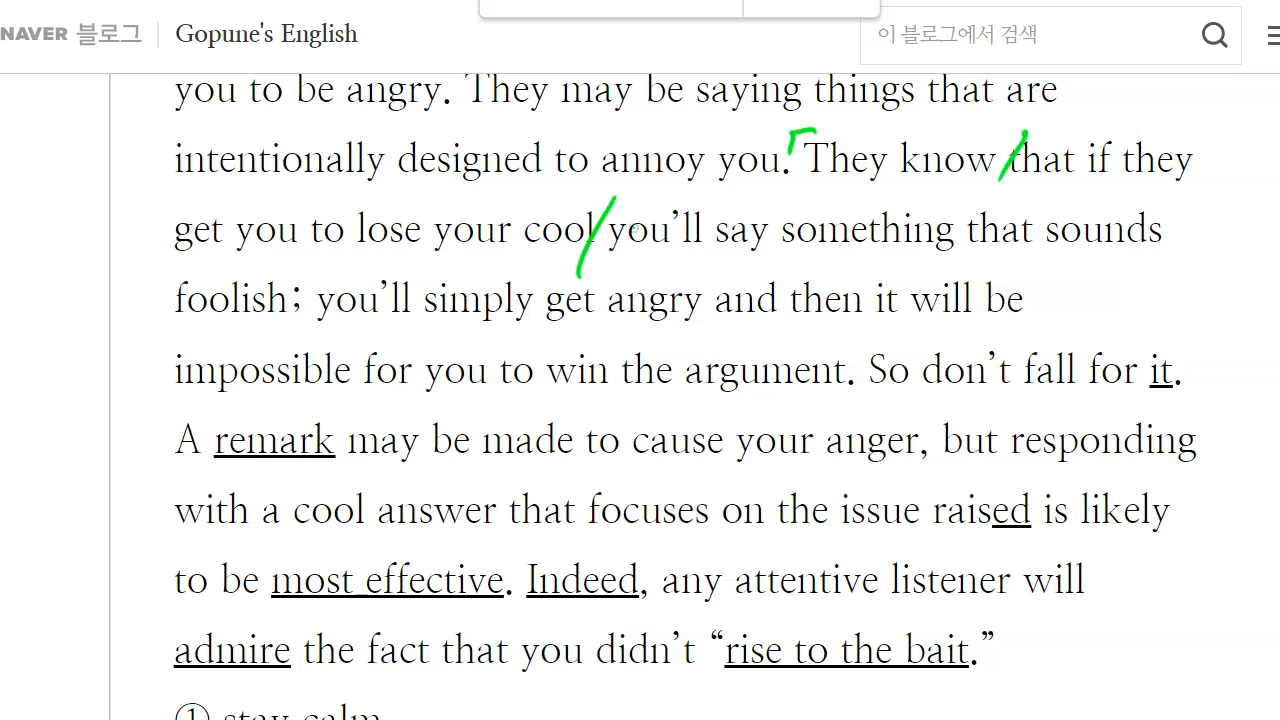 NAVER 블로그 Gopune's English 이 블로그에서 검색
you to be angry. They may be saying things that are
intentionally designed to annoy you. They know that if they
get you to lose your cool you’ll say something that sounds
foolish; you’ll simply get angry and then it will be
impossible for you to win the argument. So don’t fall for it.
A remark may be made to cause your anger, but responding
with a cool answer that focuses on the issue raised is likely
to be most effective. Indeed, any attentive listener will
admire the fact that you didn’t “rise to the bait.”
① stay calm